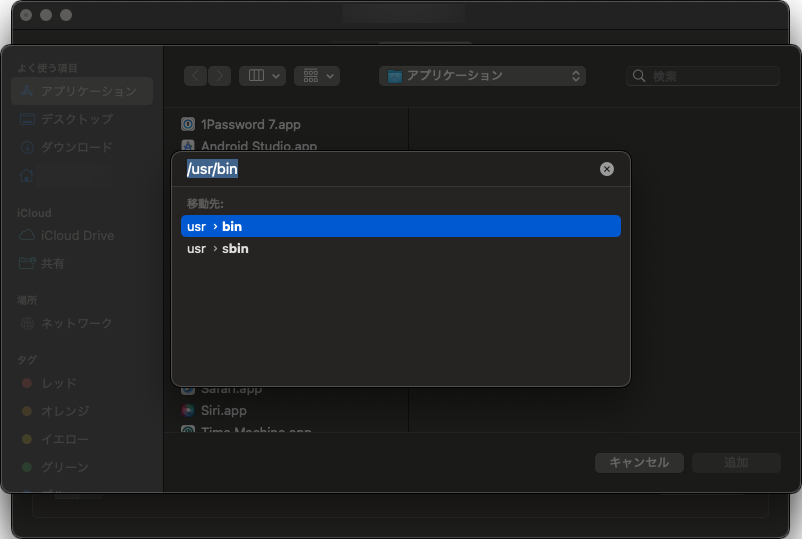 よく使う項目
アプリケーション
デスクトップ
ダウンロード
iCloud
iCloud Drive
共有
場所
ネットワーク
タグ
レッド
オレンジ
イエロー
グリーン
アプリケーション
検索
1Password 7.app
Android Studio.app
/usr/bin
移動先:
usr › bin
usr › sbin
Safari.app
Siri.app
Time Machine.app
キャンセル
追加